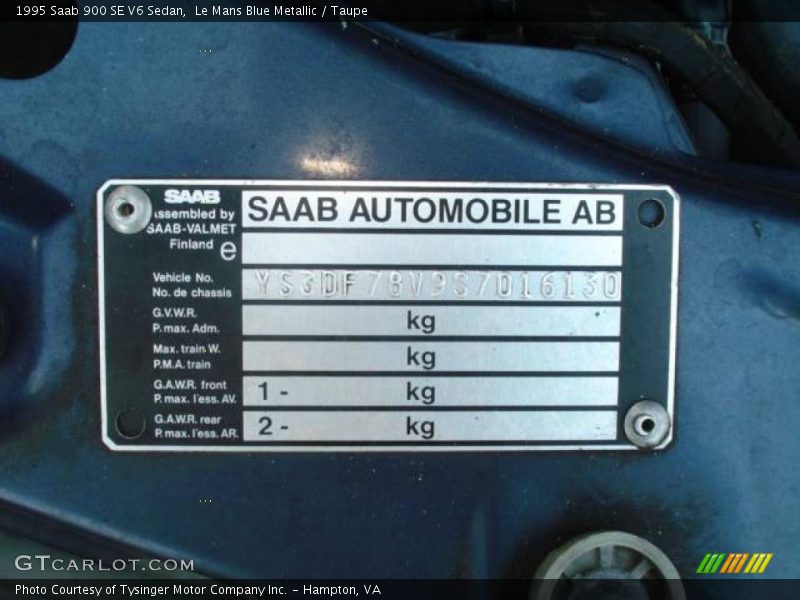 1995 Saab 900 SE V6 Sedan,  Le Mans Blue Metallic / Taupe
SAAB
Assembled by
SAAB-VALMET
Finland e
SAAB AUTOMOBILE AB
Vehicle No.
No. de chassis
YS3DF78V9S7016130
G.V.W.R.
P. max. Adm.
kg
Max. train W.
P.M.A. train
kg
G.A.W.R. front
P. max. l'ess. AV.
1 - kg
G.A.W.R. rear
P. max. l'ess. AR.
2 - kg
GTCARLOT.COM
Photo Courtesy of Tysinger Motor Company Inc. - Hampton, VA